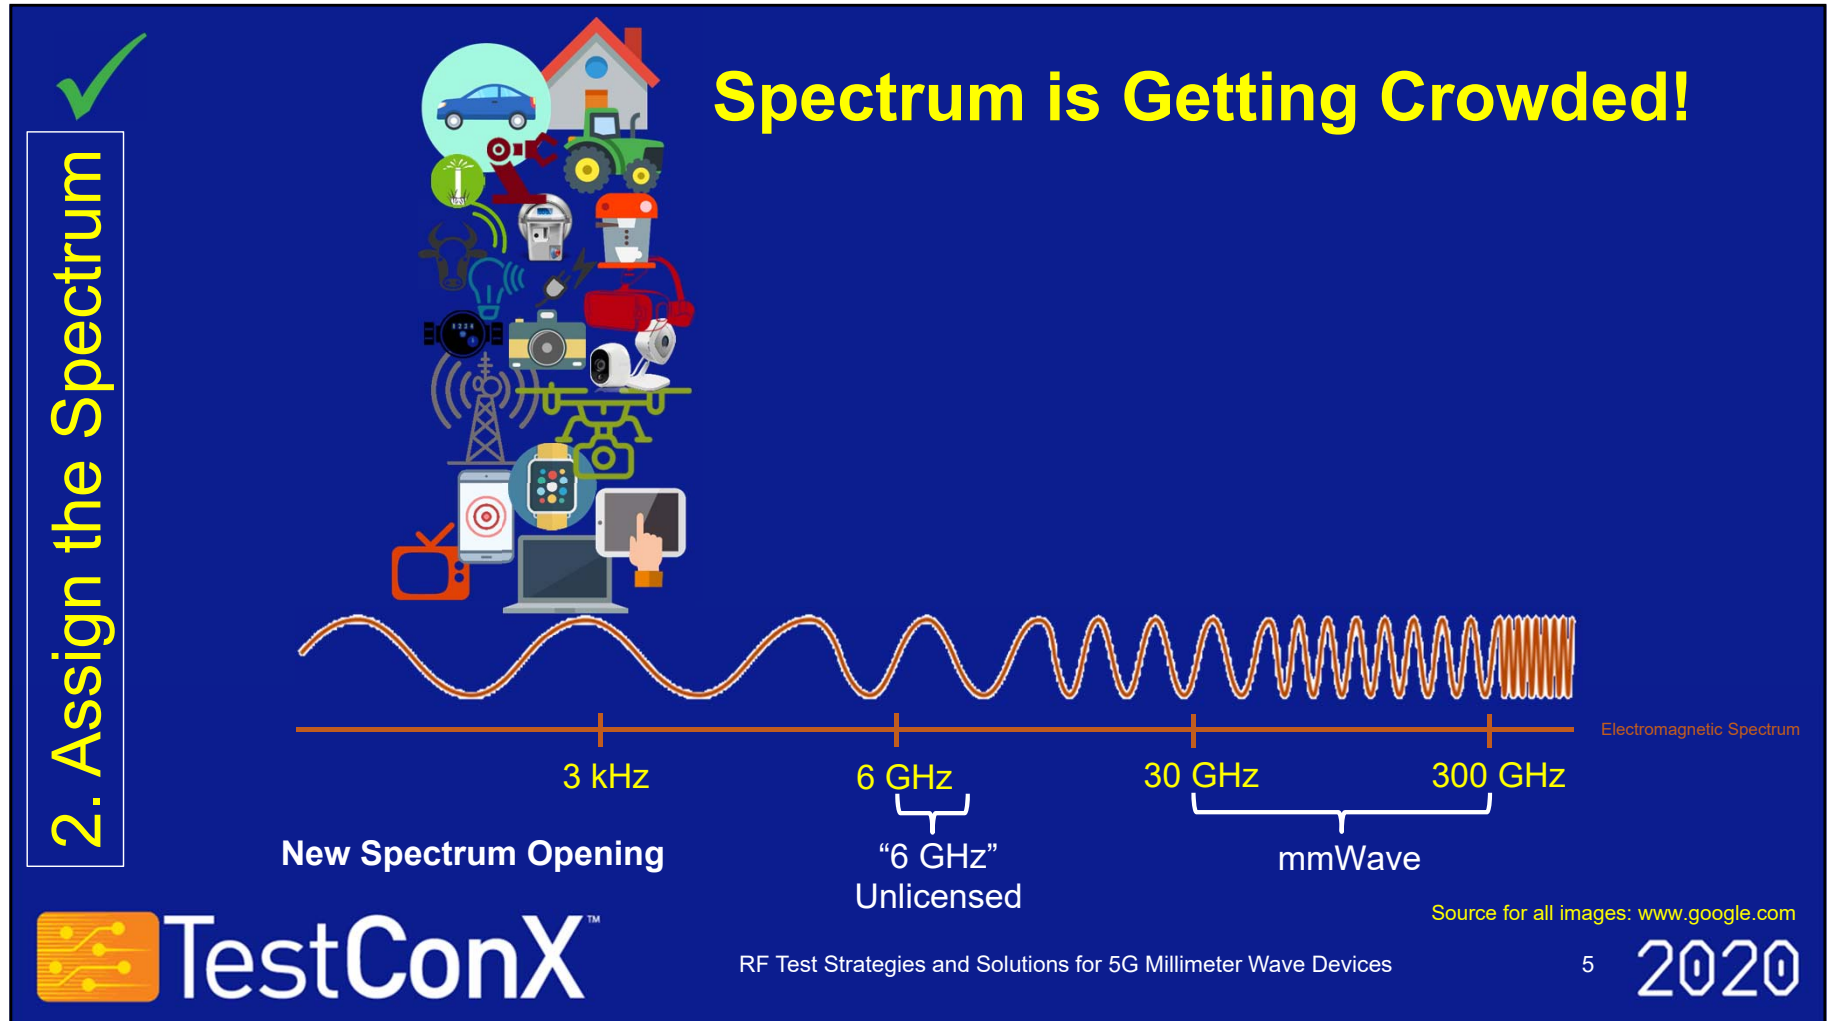 Spectrum is Getting Crowded!
2. Assign the Spectrum
Electromagnetic Spectrum
3 kHz
6 GHz
30 GHz
300 GHz
New Spectrum Opening
“6 GHz”
Unlicensed
mmWave
Source for all images: www.google.com
TestConX™
RF Test Strategies and Solutions for 5G Millimeter Wave Devices
5
2020